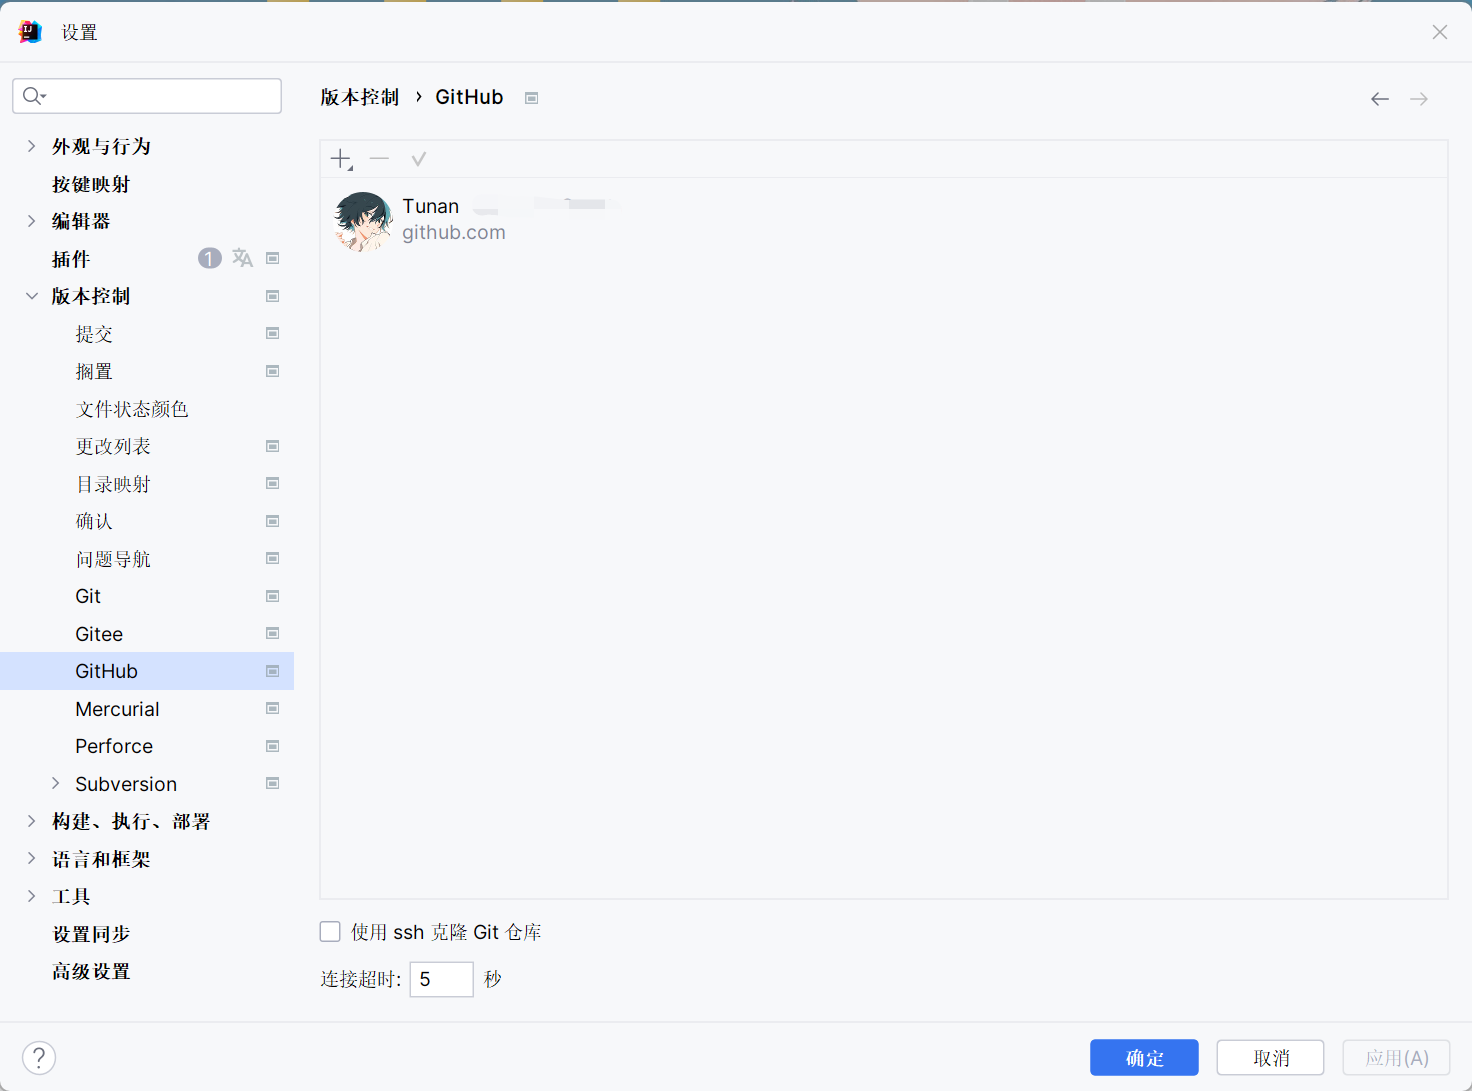 设置
版本控制 › GitHub
外观与行为
按键映射
编辑器
插件 1
版本控制
提交
搁置
文件状态颜色
更改列表
目录映射
确认
问题导航
Git
Gitee
GitHub
Mercurial
Perforce
Subversion
构建、执行、部署
语言和框架
工具
设置同步
高级设置
Tunan
github.com
使用 ssh 克隆 Git 仓库
连接超时: 5 秒
?
确定
取消
应用(A)